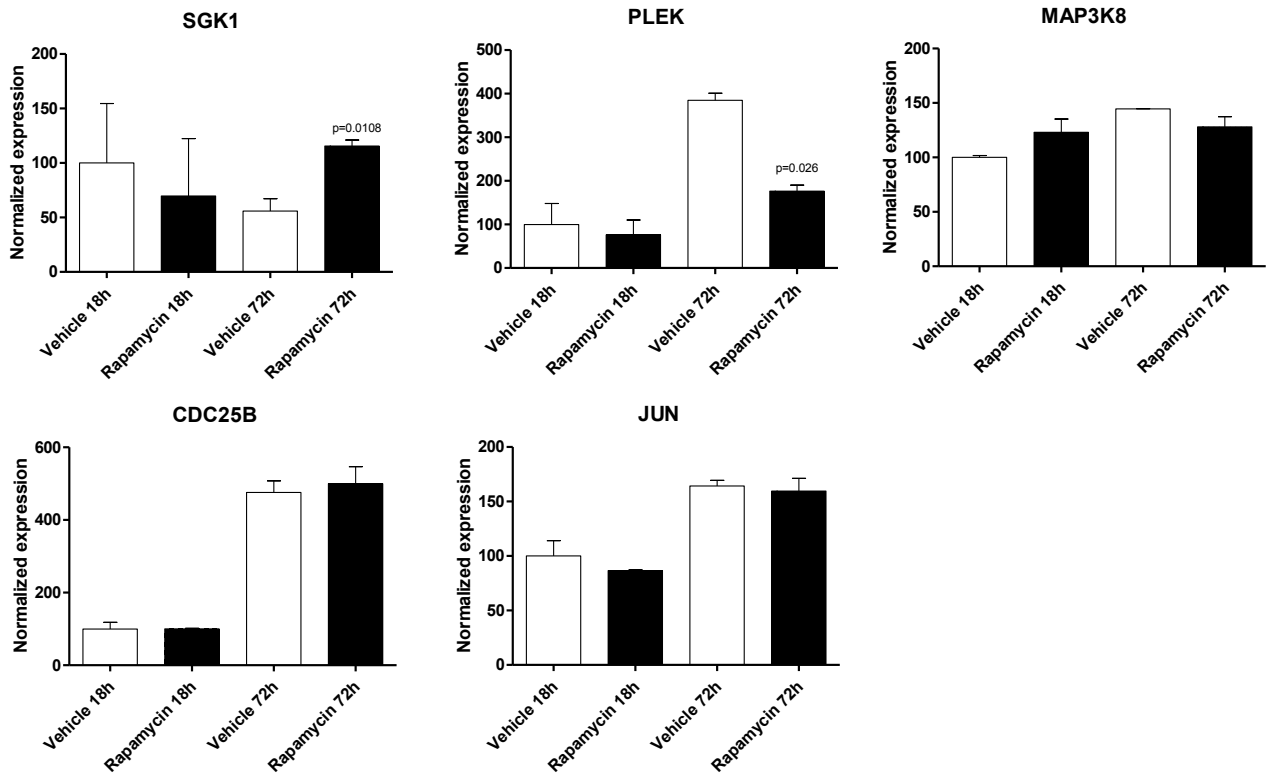 SGK1
Normalized expression
200
150
100
50
0
p=0.0108
Vehicle 18h
Rapamycin 18h
Vehicle 72h
Rapamycin 72h
PLEK
Normalized expression
500
400
300
200
100
0
p=0.026
Vehicle 18h
Rapamycin 18h
Vehicle 72h
Rapamycin 72h
MAP3K8
Normalized expression
200
150
100
50
0
Vehicle 18h
Rapamycin 18h
Vehicle 72h
Rapamycin 72h
CDC25B
Normalized expression
600
400
200
0
Vehicle 18h
Rapamycin 18h
Vehicle 72h
Rapamycin 72h
JUN
Normalized expression
200
150
100
50
0
Vehicle 18h
Rapamycin 18h
Vehicle 72h
Rapamycin 72h